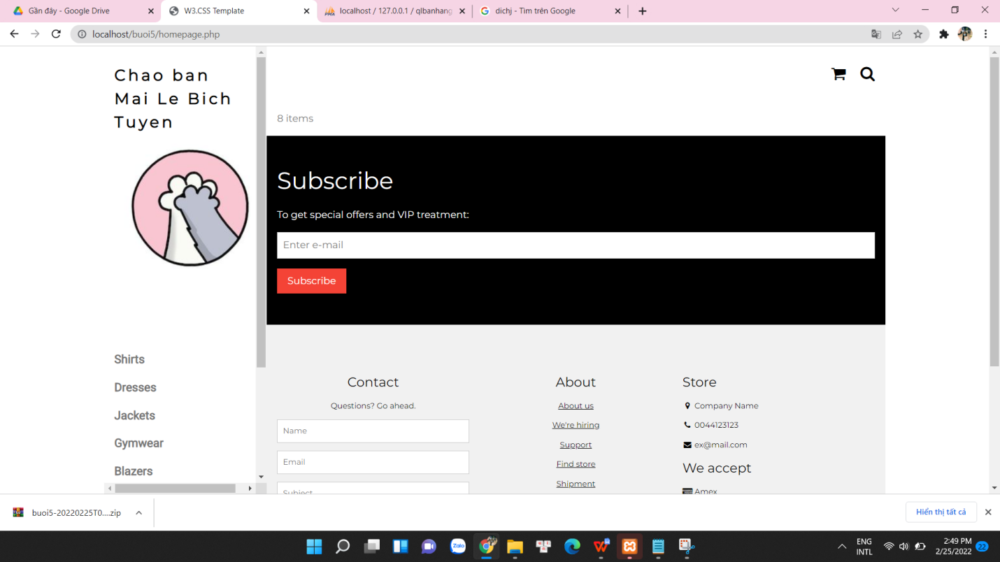 Gần đây - Google Drive
W3.CSS Template
localhost / 127.0.0.1 / qlbanhang
dichj - Tìm trên Google
localhost/buoi5/homepage.php
Chao ban
Mai Le Bich
Tuyen
8 items
Subscribe
To get special offers and VIP treatment:
Enter e-mail
Subscribe
Shirts
Dresses
Jackets
Gymwear
Blazers
Contact
Questions? Go ahead.
Name
Email
Subject
About
About us
We're hiring
Support
Find store
Shipment
Store
Company Name
0044123123
ex@mail.com
We accept
Amex
buoi5-20220225T0....zip
Hiển thị tất cả
Zalo
ENG
INTL
2:49 PM
2/25/2022
22